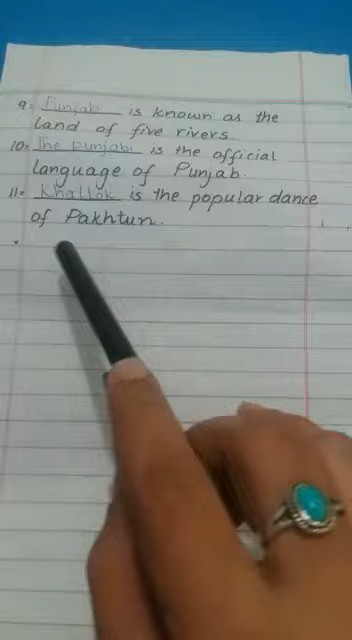 9= Punjab is known as the
land of five rivers.
10= The punjabi is the official
language of Punjab.
11= Khattak is the popular dance
of Pakhtun.